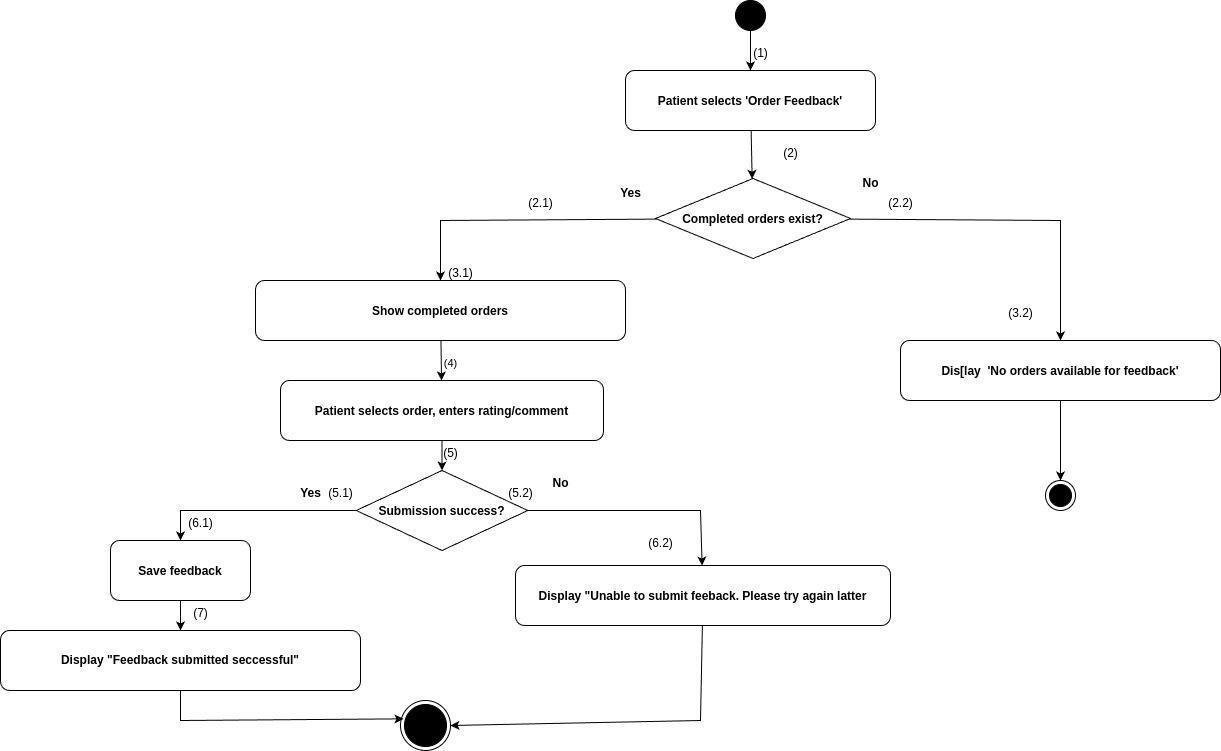 (1)
Patient selects 'Order Feedback'
(2)
Yes
No
(2.1)
Completed orders exist?
(2.2)
(3.1)
Show completed orders
(3.2)
(4)
Dis[lay  'No orders available for feedback'
Patient selects order, enters rating/comment
(5)
Yes
(5.1)
(5.2)
No
Submission success?
(6.1)
(6.2)
Save feedback
Display "Unable to submit feeback. Please try again latter
(7)
Display "Feedback submitted seccessful"